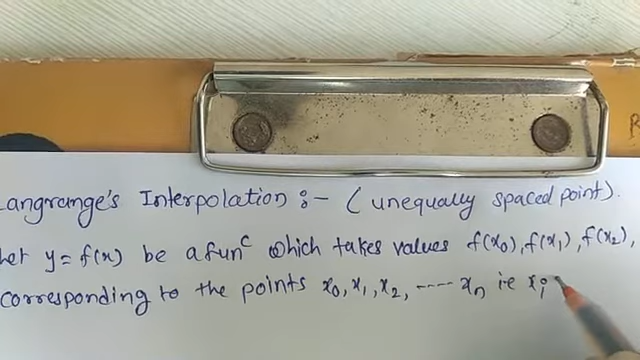 Langrange's Interpolation :- (unequally spaced point).
Let y = f(x) be a funᶜ which takes values f(x₀), f(x₁), f(x₂),
corresponding to the points x₀, x₁, x₂, ---- xₙ i.e xᵢ